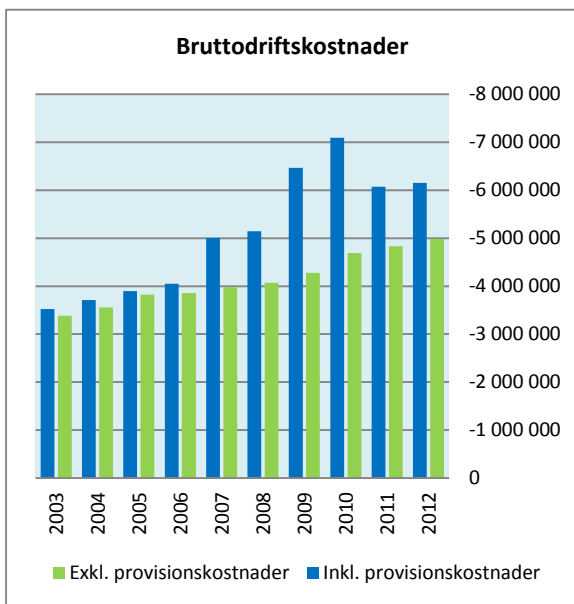 Bruttodriftskostnader
-8 000 000
-7 000 000
-6 000 000
-5 000 000
-4 000 000
-3 000 000
-2 000 000
-1 000 000
0
2003 2004 2005 2006 2007 2008 2009 2010 2011 2012
Exkl. provisionskostnader Inkl. provisionskostnader